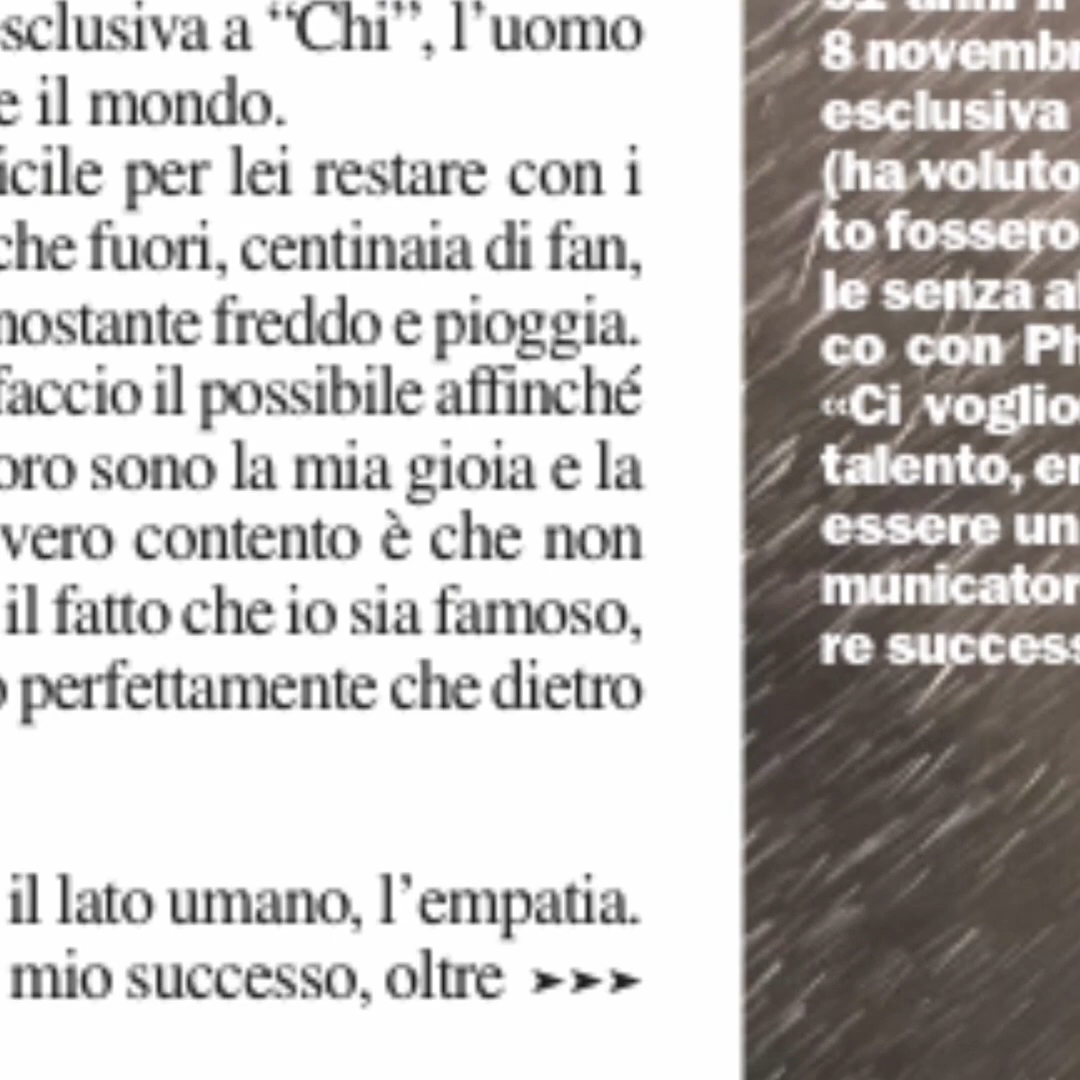 sclusiva a “Chi”, l’uomo
e il mondo.
icile per lei restare con i
che fuori, centinaia di fan,
nostante freddo e pioggia.
faccio il possibile affinché
oro sono la mia gioia e la
vero contento è che non
il fatto che io sia famoso,
o perfettamente che dietro
il lato umano, l’empatia.
mio successo, oltre ➤➤➤
8 novembr
esclusiva
(ha voluto
to fossero
le senza al
co con Ph
«Ci voglio
talento, en
essere un
municator
re success